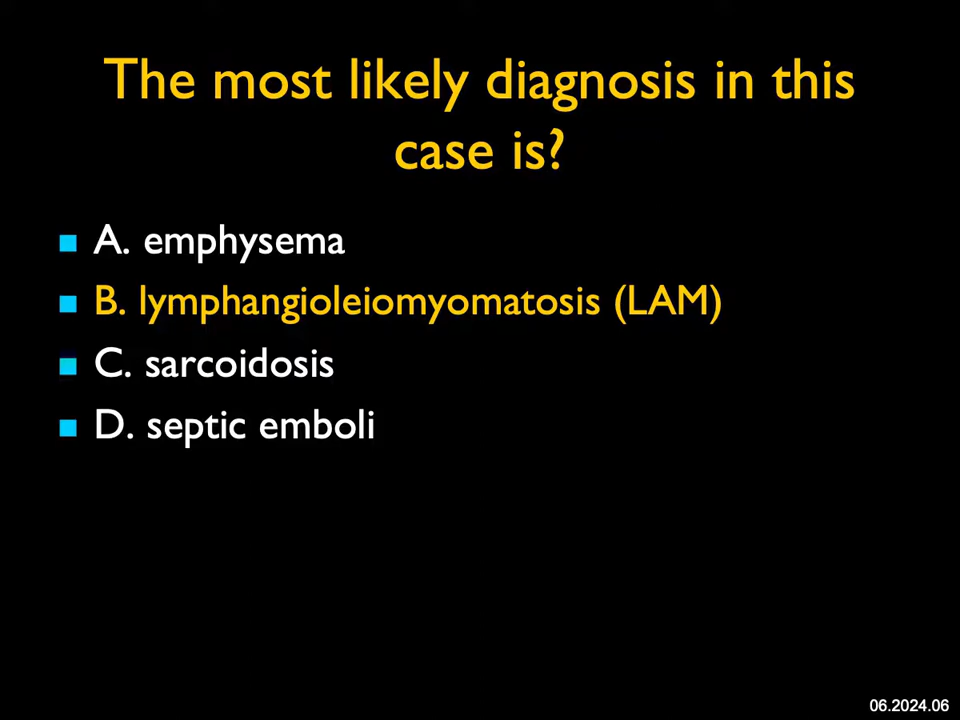 The most likely diagnosis in this
case is?
A. emphysema
B. lymphangioleiomyomatosis (LAM)
C. sarcoidosis
D. septic emboli
06.2024.06